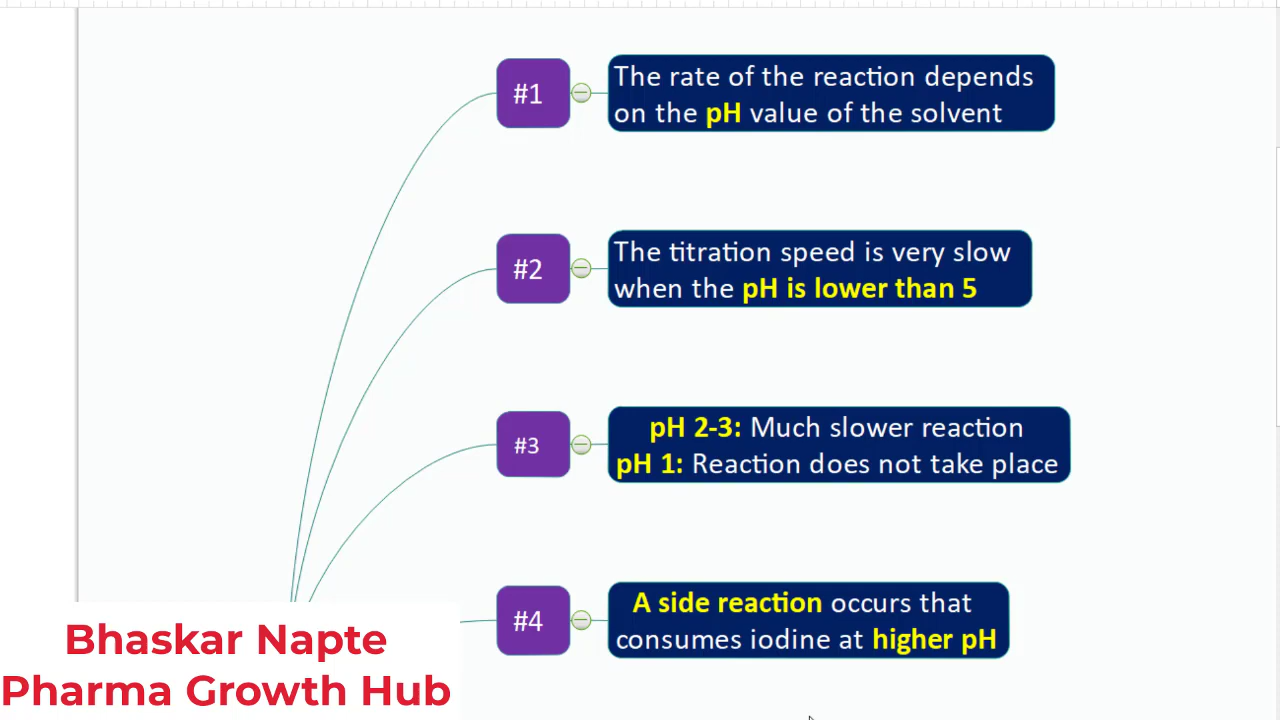 #1
The rate of the reaction depends
on the pH value of the solvent
#2
The titration speed is very slow
when the pH is lower than 5
#3
pH 2-3: Much slower reaction
pH 1: Reaction does not take place
#4
A side reaction occurs that
consumes iodine at higher pH
Bhaskar Napte
Pharma Growth Hub